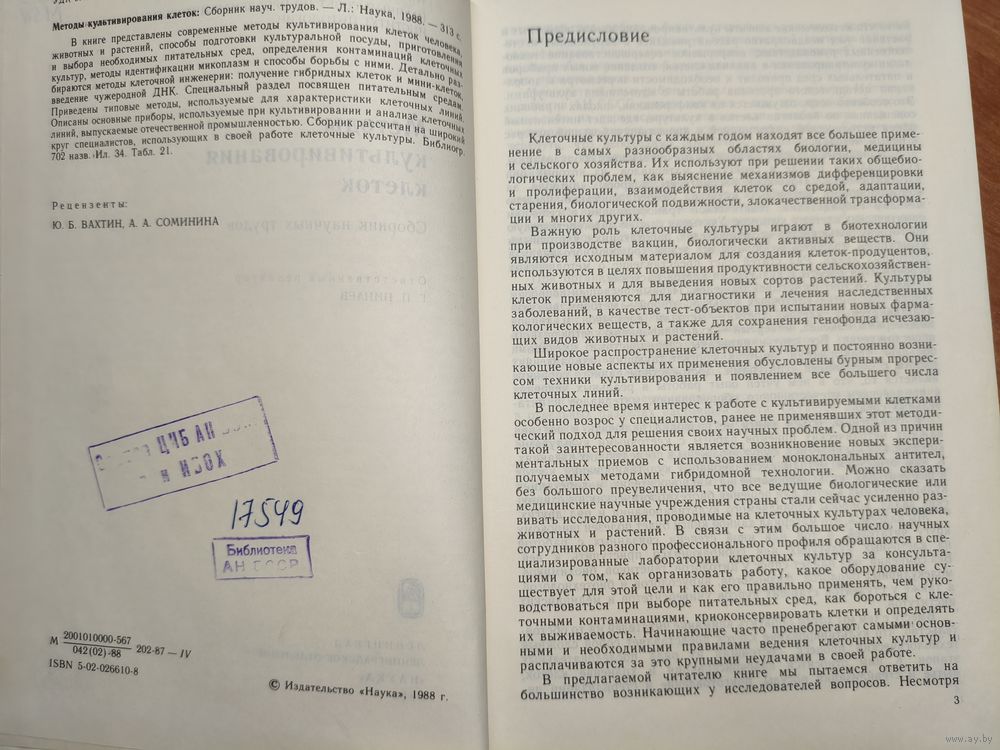 Методы культивирования клеток: Сборник науч. трудов. — Л.: Наука, 1988. — 313 с.
В книге представлены современные методы культивирования клеток человека,
животных и растений, способы подготовки культуральной посуды, приготовления
и выбора необходимых питательных сред, определения контаминаций клеточных
культур, методы идентификации микоплазм и способы борьбы с ними. Детально раз-
бираются методы клеточной инженерии: получение гибридных клеток и мини-клеток,
введение чужеродной ДНК. Специальный раздел посвящен питательным средам.
Приведены типовые методы, используемые для характеристики клеточных линий.
Описаны основные приборы, используемые при культивировании и анализе клеточных
линий, выпускаемые отечественной промышленностью. Сборник рассчитан на широкий
круг специалистов, использующих в своей работе клеточные культуры. Библиогр.
702 назв. Ил. 34. Табл. 21.
Рецензенты:
Ю. Б. ВАХТИН, А. А. СОМИНИНА
ЦНБ АН
и ИЗОХ
17549
Библиотека
АН СССР
М 2001010000-567
042(02)-88 202-87 — IV
ISBN 5-02-026610-8
© Издательство «Наука», 1988 г.
Предисловие
Клеточные культуры с каждым годом находят все большее приме-
нение в самых разнообразных областях биологии, медицины
и сельского хозяйства. Их используют при решении таких общебио-
логических проблем, как выяснение механизмов дифференцировки
и пролиферации, взаимодействия клеток со средой, адаптации,
старения, биологической подвижности, злокачественной трансформа-
ции и многих других.
Важную роль клеточные культуры играют в биотехнологии
при производстве вакцин, биологически активных веществ. Они
являются исходным материалом для создания клеток-продуцентов,
используются в целях повышения продуктивности сельскохозяйствен-
ных животных и для выведения новых сортов растений. Культуры
клеток применяются для диагностики и лечения наследственных
заболеваний, в качестве тест-объектов при испытании новых фарма-
кологических веществ, а также для сохранения генофонда исчезаю-
щих видов животных и растений.
Широкое распространение клеточных культур и постоянно возни-
кающие новые аспекты их применения обусловлены бурным прогрес-
сом техники культивирования и появлением все большего числа
клеточных линий.
В последнее время интерес к работе с культивируемыми клетками
особенно возрос у специалистов, ранее не применявших этот методи-
ческий подход для решения своих научных проблем. Одной из причин
такой заинтересованности является возникновение новых экспери-
ментальных приемов с использованием моноклональных антител,
получаемых методами гибридомной технологии. Можно сказать
без большого преувеличения, что все ведущие биологические или
медицинские научные учреждения страны стали сейчас усиленно раз-
вивать исследования, проводимые на клеточных культурах человека,
животных и растений. В связи с этим большое число научных
сотрудников разного профессионального профиля обращаются в спе-
циализированные лаборатории клеточных культур за консульта-
циями о том, как организовать работу, какое оборудование су-
ществует для этой цели и как его правильно применять, чем руко-
водствоваться при выборе питательных сред, как бороться с кле-
точными контаминациями, криоконсервировать клетки и определять
их выживаемость. Начинающие часто пренебрегают самыми основ-
ными и необходимыми правилами ведения клеточных культур и
расплачиваются за это крупными неудачами в своей работе.
В предлагаемой читателю книге мы пытаемся ответить на
большинство возникающих у исследователей вопросов. Несмотря
3
www.ay.by